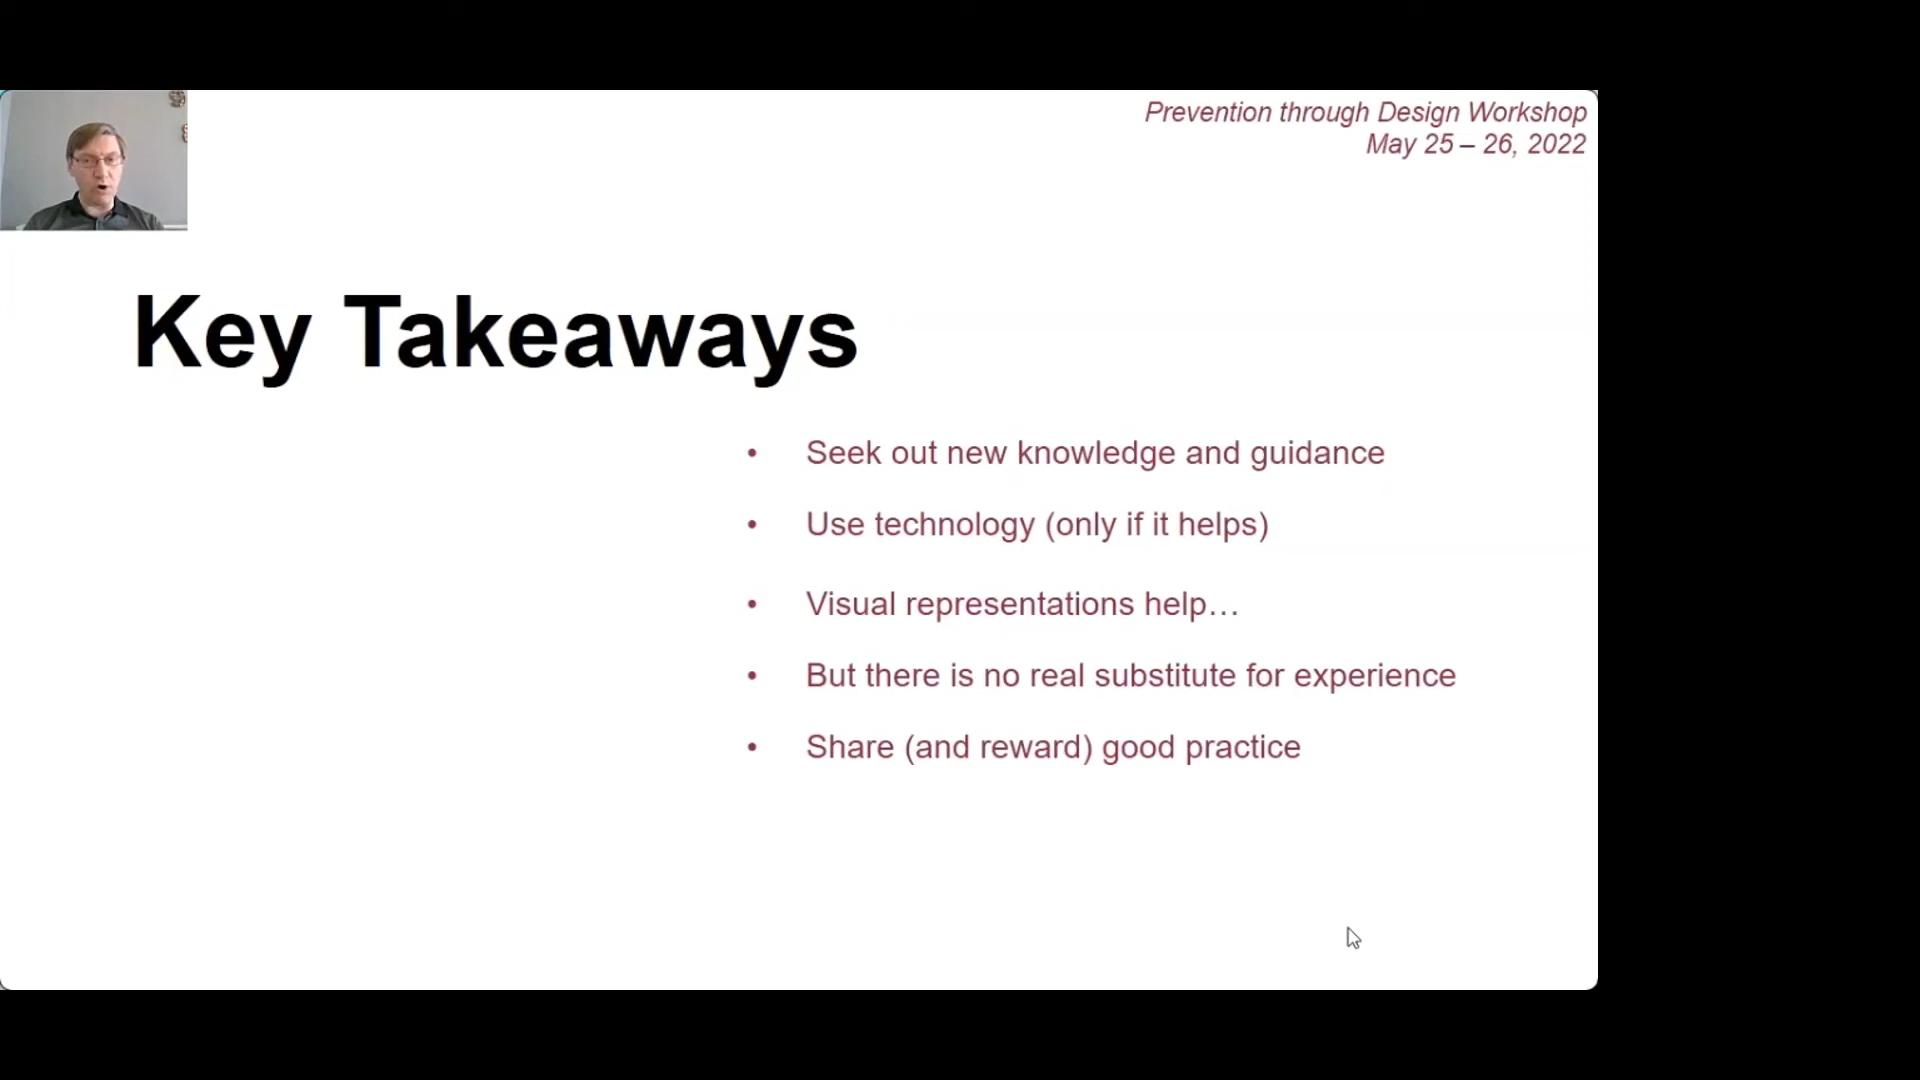 Prevention through Design Workshop
May 25 – 26, 2022
Key Takeaways
• Seek out new knowledge and guidance
• Use technology (only if it helps)
• Visual representations help…
• But there is no real substitute for experience
• Share (and reward) good practice